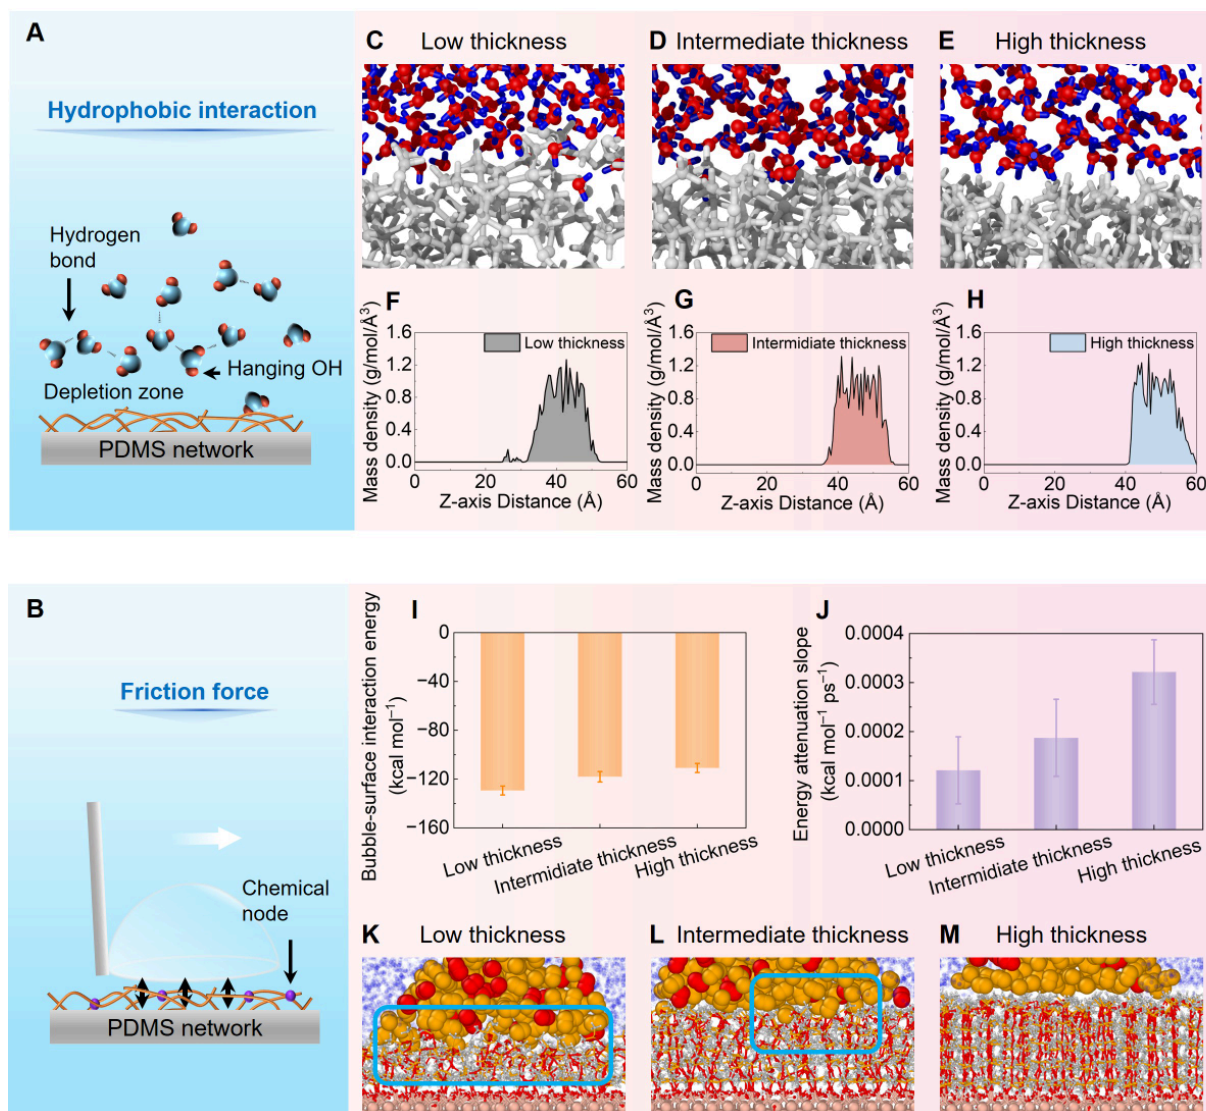 A
Hydrophobic interaction
Hydrogen
bond
Hanging OH
Depletion zone
PDMS network
C
Low thickness
D
Intermediate thickness
E
High thickness
F
Mass density (g/mol/Å³)
1.6
1.2
0.8
0.4
0.0
Low thickness
0 20 40 60
Z-axis Distance (Å)
G
Mass density (g/mol/Å³)
1.6
1.2
0.8
0.4
0.0
Intermidiate thickness
0 20 40 60
Z-axis Distance (Å)
H
Mass density (g/mol/Å³)
1.6
1.2
0.8
0.4
0.0
High thickness
0 20 40 60
Z-axis Distance (Å)
B
Friction force
Chemical
node
PDMS network
I
Bubble-surface interaction energy
(kcal mol⁻¹)
0
−40
−80
−120
−160
Low thickness
Intermidiate thickness
High thickness
J
Energy attenuation slope
(kcal mol⁻¹ ps⁻¹)
0.0004
0.0003
0.0002
0.0001
0.0000
Low thickness
Intermidiate thickness
High thickness
K
Low thickness
L
Intermediate thickness
M
High thickness